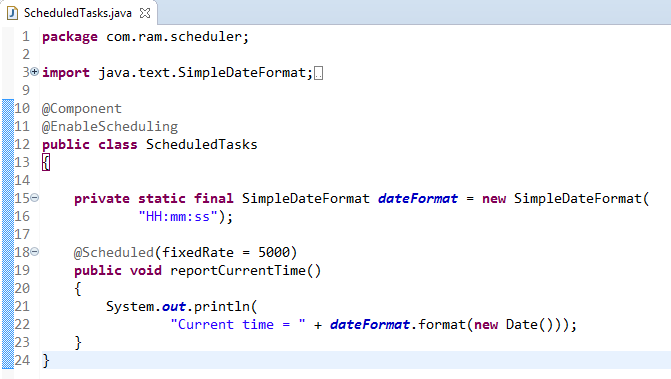 ScheduledTasks.java
1 package com.ram.scheduler;
2
3 import java.text.SimpleDateFormat;
9
10 @Component
11 @EnableScheduling
12 public class ScheduledTasks
13 {
14
15     private static final SimpleDateFormat dateFormat = new SimpleDateFormat(
16             "HH:mm:ss");
17
18     @Scheduled(fixedRate = 5000)
19     public void reportCurrentTime()
20     {
21         System.out.println(
22                 "Current time = " + dateFormat.format(new Date()));
23     }
24 }